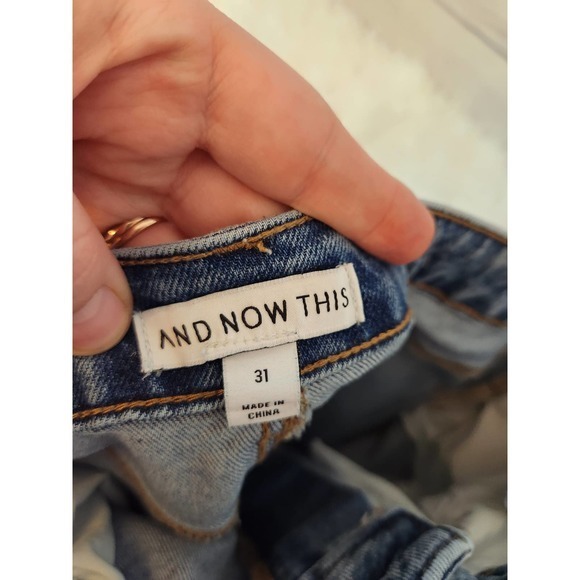 AND NOW THIS
31
MADE IN
CHINA